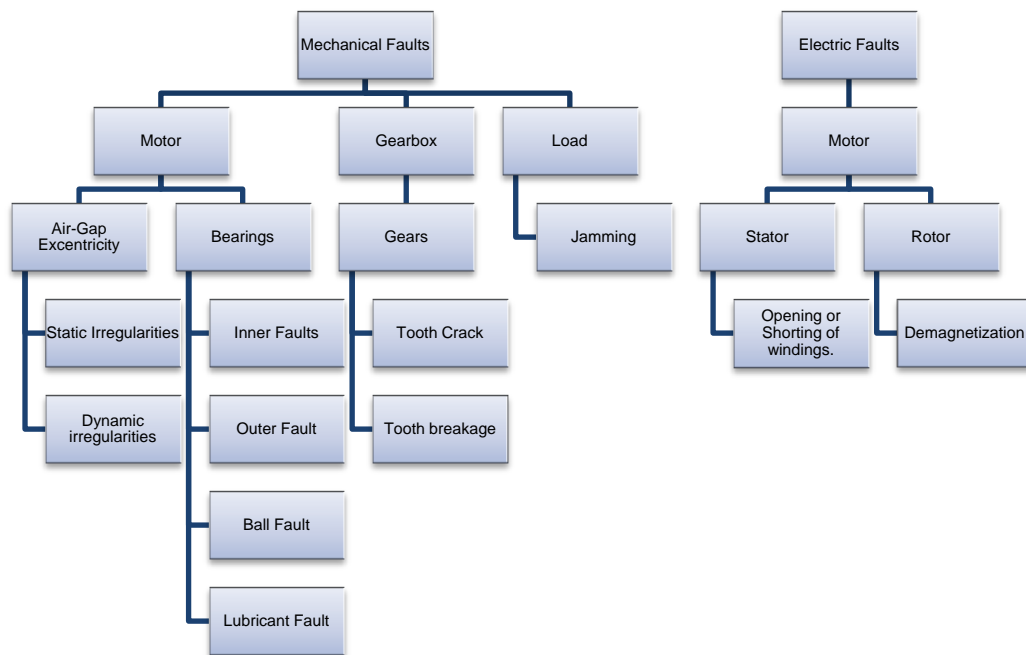 Mechanical Faults
Electric Faults
Motor
Gearbox
Load
Motor
Air-Gap
Excentricity
Bearings
Gears
Jamming
Stator
Rotor
Static Irregularities
Inner Faults
Tooth Crack
Opening or
Shorting of
windings.
Demagnetization
Dynamic
irregularities
Outer Fault
Tooth breakage
Ball Fault
Lubricant Fault